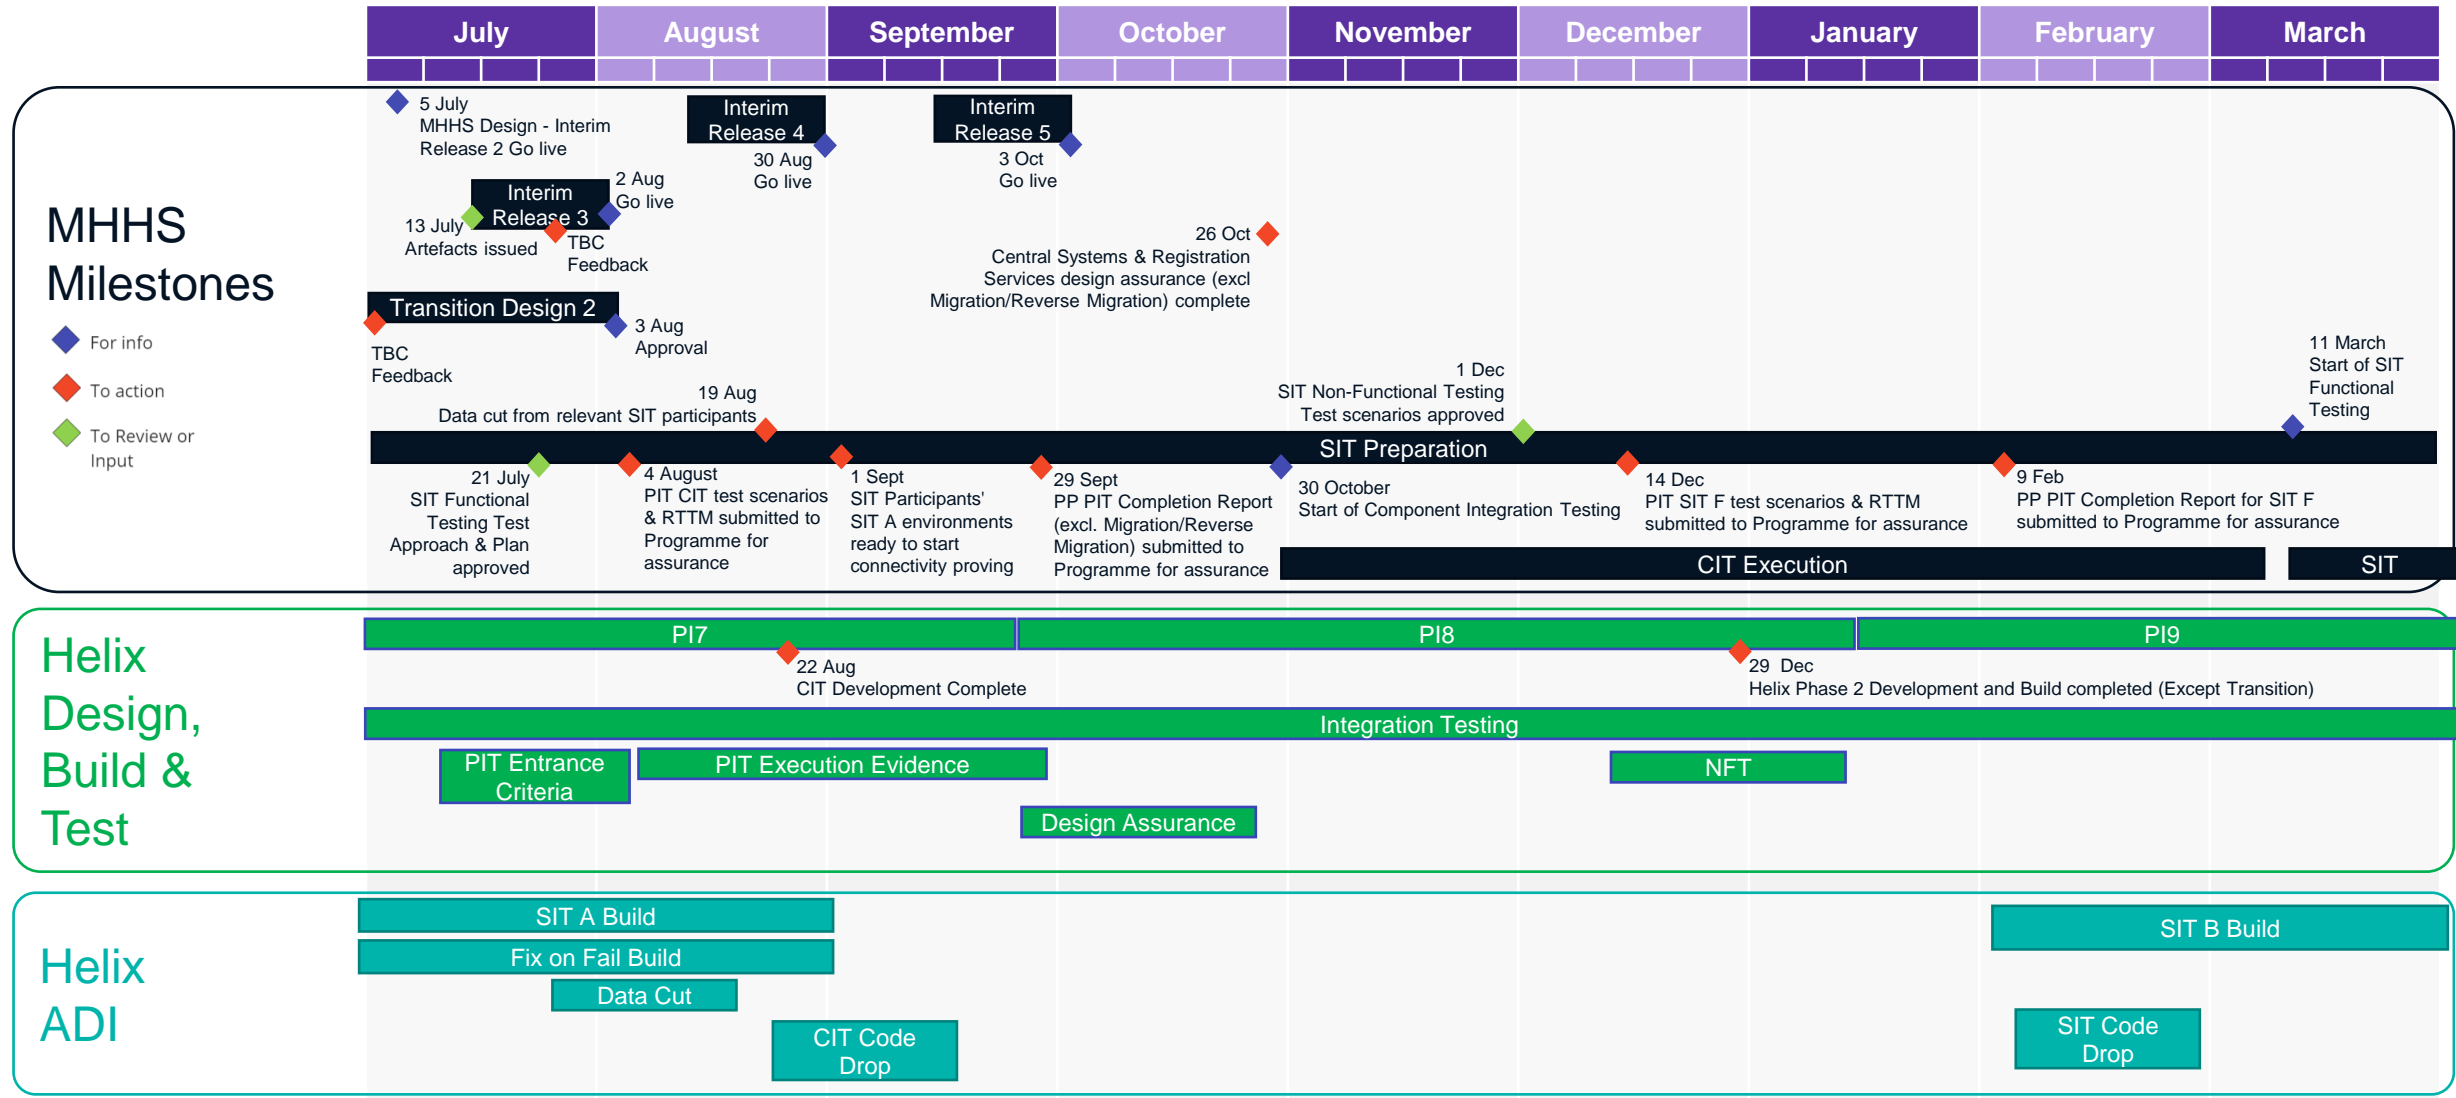 July
August
September
October
November
December
January
February
March
MHHS
Milestones
For info
To action
To Review or
Input
5 July
MHHS Design - Interim
Release 2 Go live
Interim
Release 4
30 Aug
Go live
Interim
Release 5
3 Oct
Go live
Interim
Release 3
2 Aug
Go live
13 July
Artefacts issued
TBC
Feedback
26 Oct
Central Systems & Registration
Services design assurance (excl
Migration/Reverse Migration) complete
Transition Design 2
TBC
Feedback
3 Aug
Approval
19 Aug
Data cut from relevant SIT participants
1 Dec
SIT Non-Functional Testing
Test scenarios approved
11 March
Start of SIT
Functional
Testing
SIT Preparation
21 July
SIT Functional
Testing Test
Approach & Plan
approved
4 August
PIT CIT test scenarios
& RTTM submitted to
Programme for
assurance
1 Sept
SIT Participants'
SIT A environments
ready to start
connectivity proving
29 Sept
PP PIT Completion Report
(excl. Migration/Reverse
Migration) submitted to
Programme for assurance
30 October
Start of Component Integration Testing
14 Dec
PIT SIT F test scenarios & RTTM
submitted to Programme for assurance
9 Feb
PP PIT Completion Report for SIT F
submitted to Programme for assurance
CIT Execution
SIT
Helix
Design,
Build &
Test
PI7
PI8
PI9
22 Aug
CIT Development Complete
29 Dec
Helix Phase 2 Development and Build completed (Except Transition)
Integration Testing
PIT Entrance
Criteria
PIT Execution Evidence
NFT
Design Assurance
Helix
ADI
SIT A Build
SIT B Build
Fix on Fail Build
Data Cut
CIT Code
Drop
SIT Code
Drop